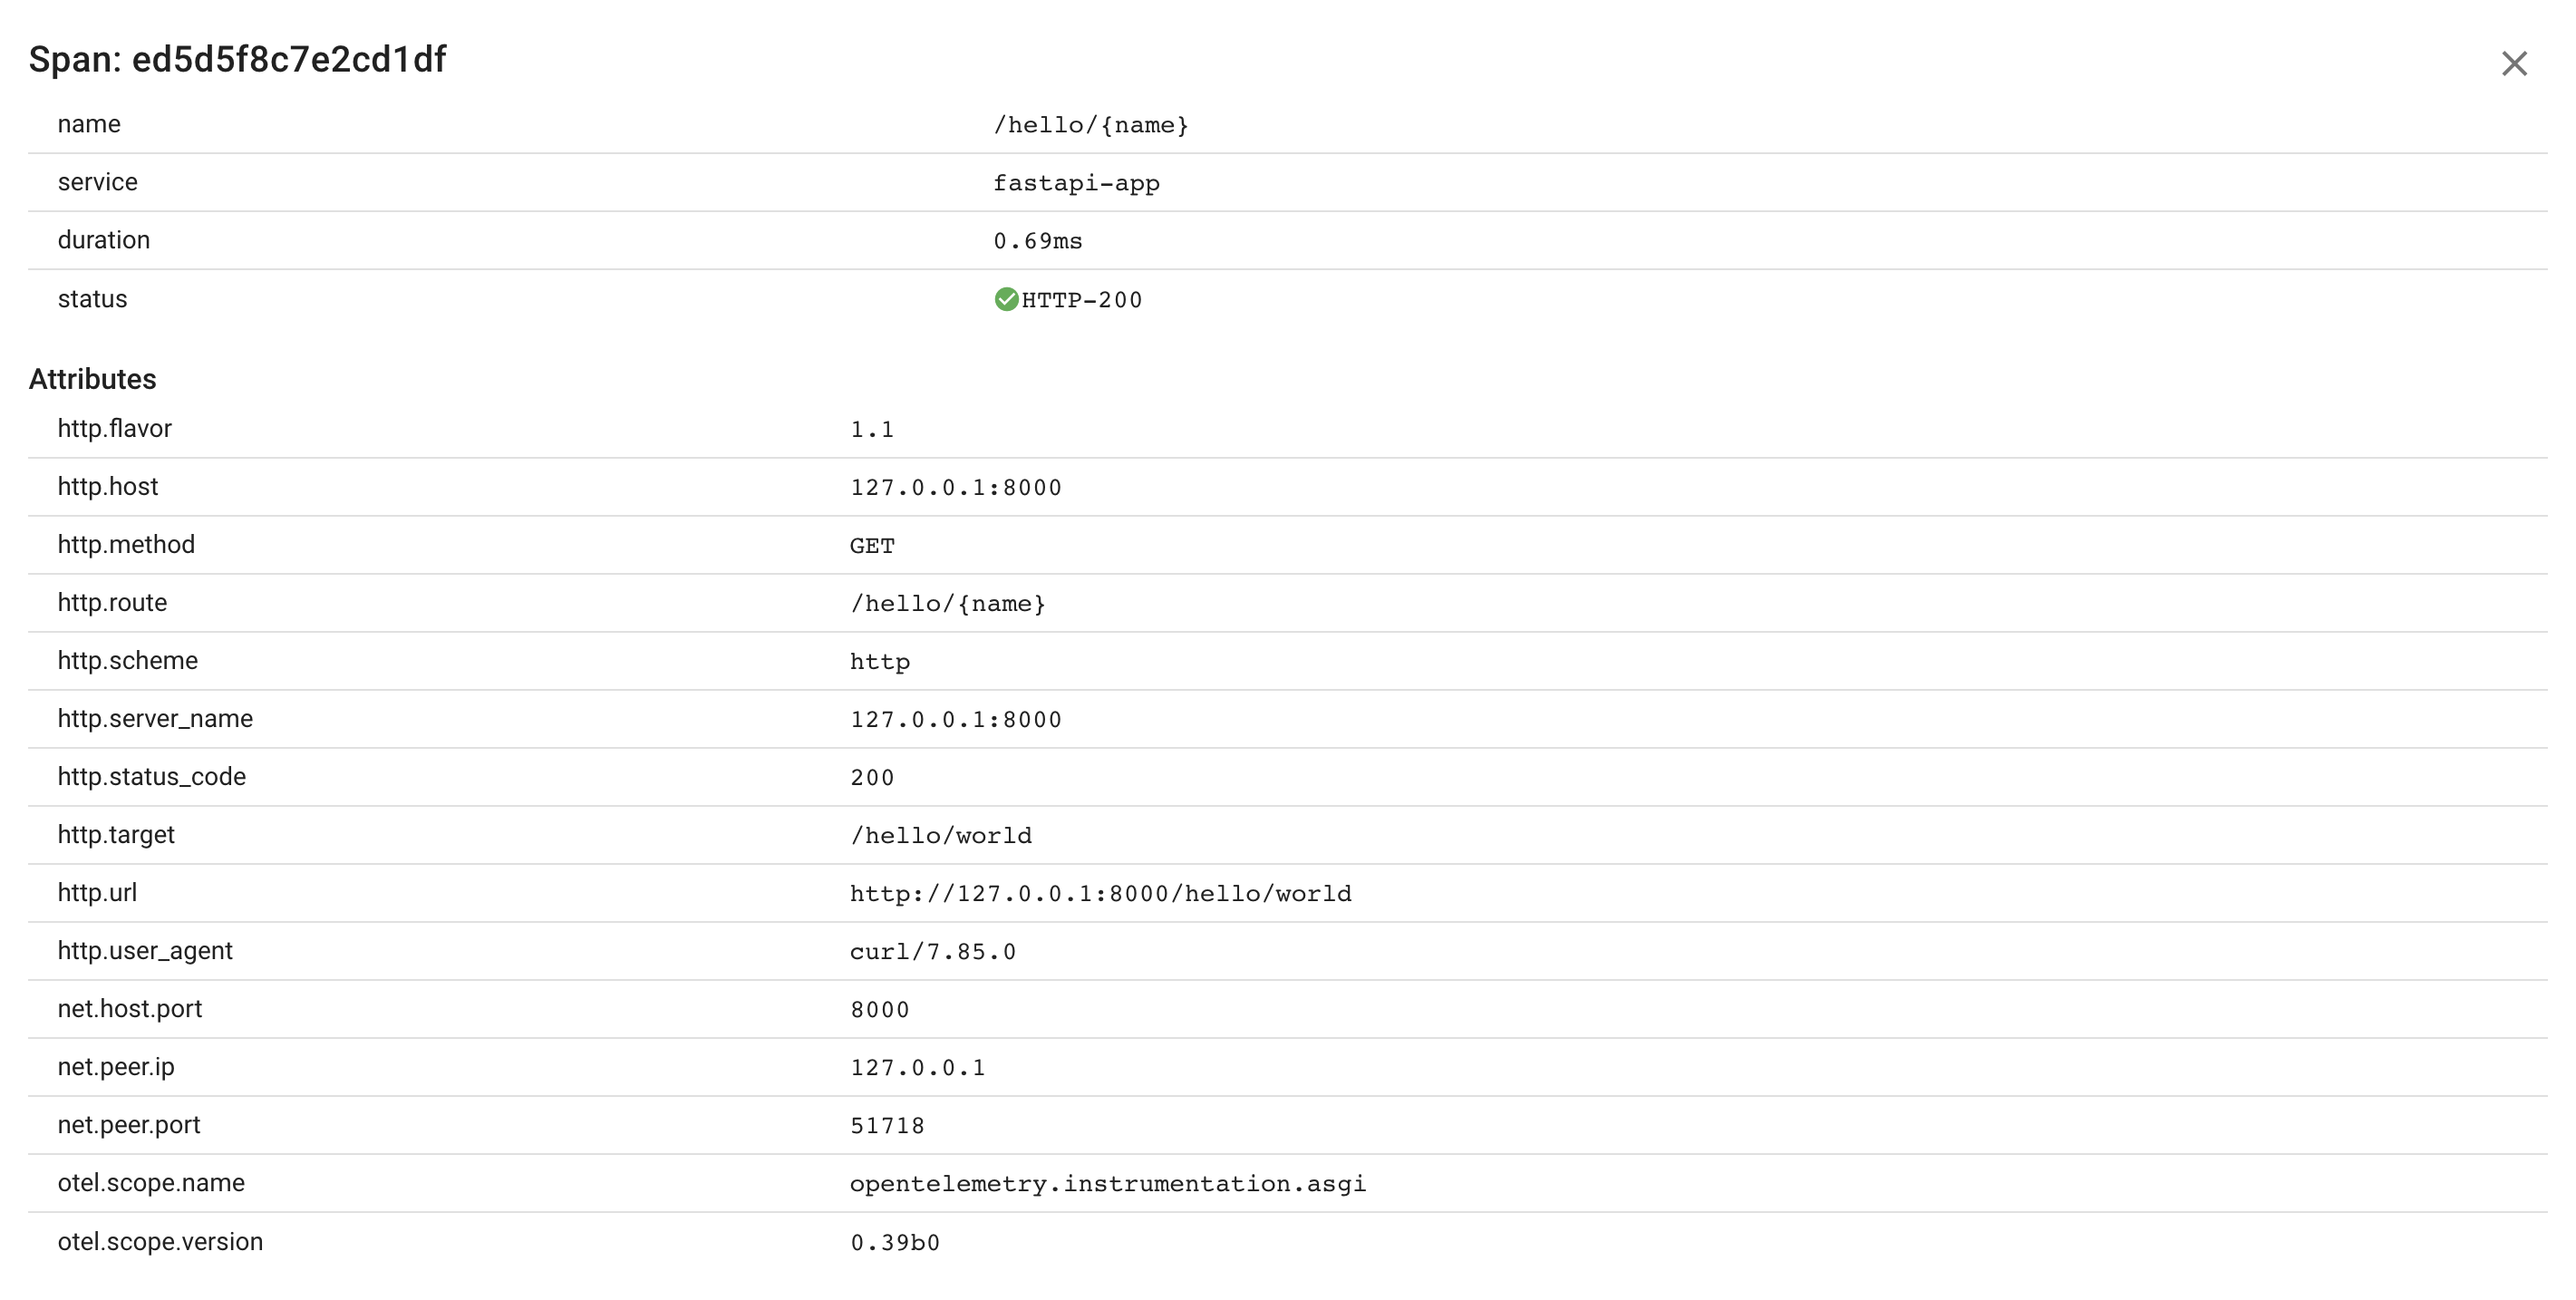 Span: ed5d5f8c7e2cd1df
name /hello/{name}
service fastapi-app
duration 0.69ms
status HTTP-200
Attributes
http.flavor 1.1
http.host 127.0.0.1:8000
http.method GET
http.route /hello/{name}
http.scheme http
http.server_name 127.0.0.1:8000
http.status_code 200
http.target /hello/world
http.url http://127.0.0.1:8000/hello/world
http.user_agent curl/7.85.0
net.host.port 8000
net.peer.ip 127.0.0.1
net.peer.port 51718
otel.scope.name opentelemetry.instrumentation.asgi
otel.scope.version 0.39b0